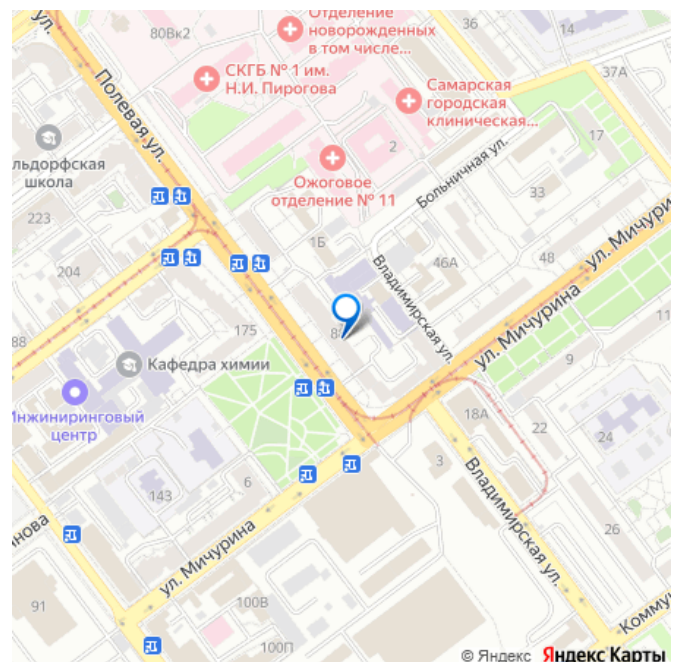 ул.
80Вк2
Отделение
новорожденных
в том числе...
36
14
СКГБ № 1 им.
Н.И. Пирогова
37А
Самарская
городская
клиническая...
Полевая ул.
17
2
льдорфская
школа
Ожоговое
отделение № 11
Больничная ул.
33
223
1Б
48
46А
ул. Мичури
204
Владимирская ул.
ул. Мичурина
88
175
11
Кафедра химии
9
Инжиниринговый
центр
18А
22
24
6
3
143
Владимирская ул.
нова
26
ул. Мичурина
91
100В
Комму
100П
© Яндекс Яндекс Карты